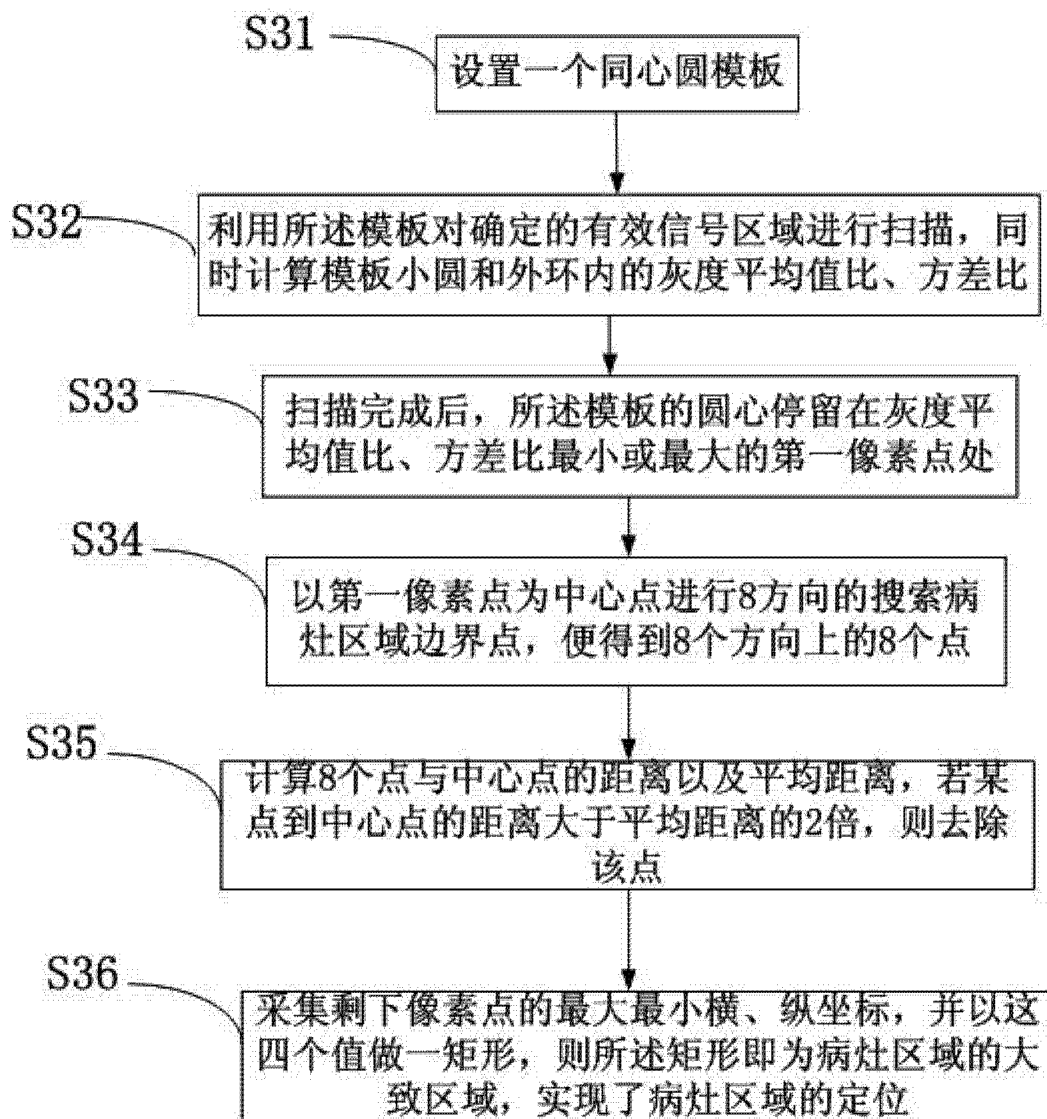 S31
设置一个同心圆模板
S32
利用所述模板对确定的有效信号区域进行扫描，同
时计算模板小圆和外环内的灰度平均值比、方差比
S33
扫描完成后，所述模板的圆心停留在灰度平
均值比、方差比最小或最大的第一像素点处
S34
以第一像素点为中心点进行8方向的搜索病
灶区域边界点，便得到8个方向上的8个点
S35
计算8个点与中心点的距离以及平均距离，若某
点到中心点的距离大于平均距离的2倍，则去除
该点
S36
采集剩下像素点的最大最小横、纵坐标，并以这
四个值做一矩形，则所述矩形即为病灶区域的大
致区域，实现了病灶区域的定位